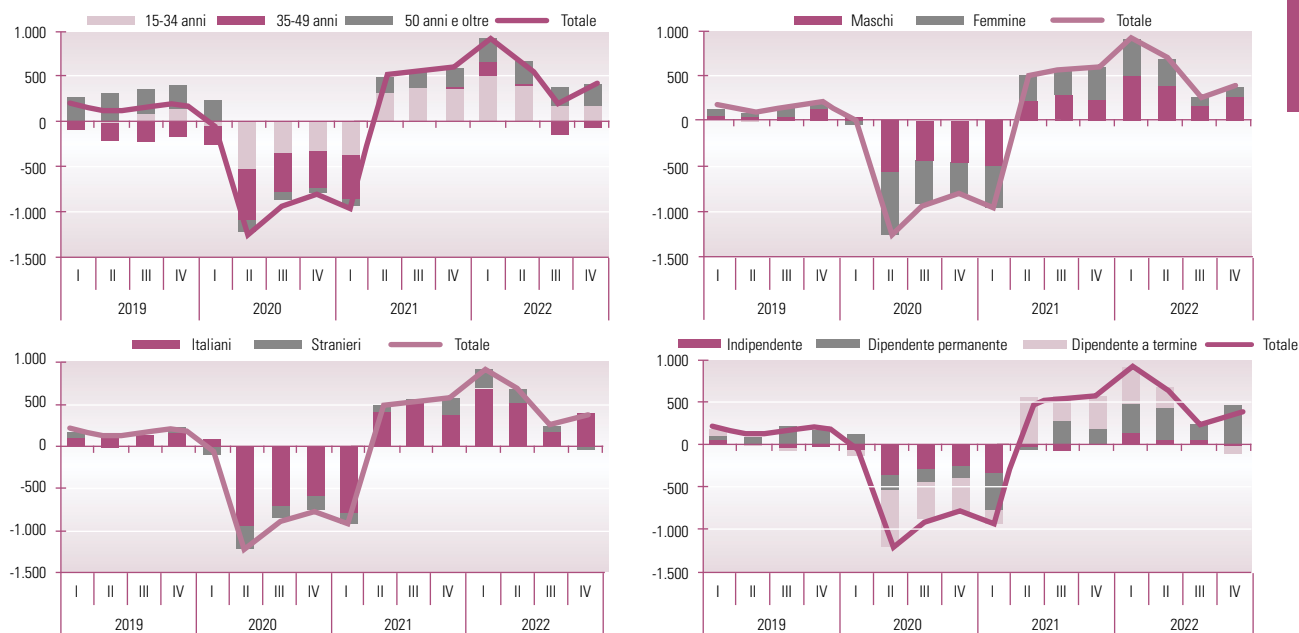 15-34 anni 35-49 anni 50 anni e oltre Totale
1.000
500
0
-500
-1.000
-1.500
I II III IV I II III IV I II III IV I II III IV
2019 2020 2021 2022
Maschi Femmine Totale
1.000
500
0
-500
-1.000
-1.500
I II III IV I II III IV I II III IV I II III IV
2019 2020 2021 2022
Italiani Stranieri Totale
1.000
500
0
-500
-1.000
-1.500
I II III IV I II III IV I II III IV I II III IV
2019 2020 2021 2022
Indipendente Dipendente permanente Dipendente a termine Totale
1.000
500
0
-500
-1.000
-1.500
I II III IV I II III IV I II III IV I II III IV
2019 2020 2021 2022